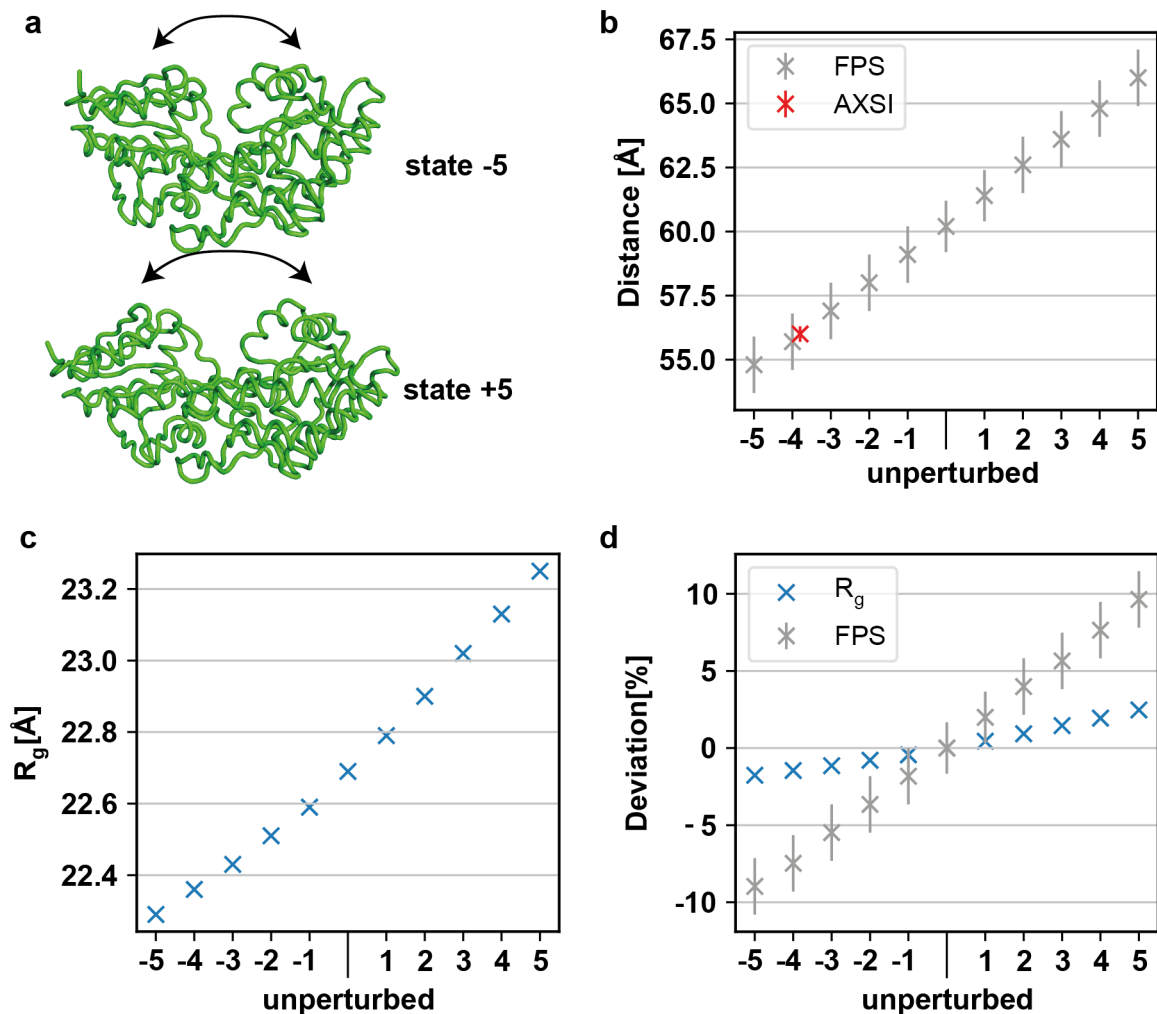 a
state -5
state +5
b
67.5
65.0
62.5
60.0
57.5
55.0
Distance [Å]
FPS
AXSI
-5 -4 -3 -2 -1 1 2 3 4 5
unperturbed
c
23.2
23.0
22.8
22.6
22.4
Rg[Å]
-5 -4 -3 -2 -1 1 2 3 4 5
unperturbed
d
10
5
0
- 5
-10
Deviation[%]
Rg
FPS
-5 -4 -3 -2 -1 1 2 3 4 5
unperturbed